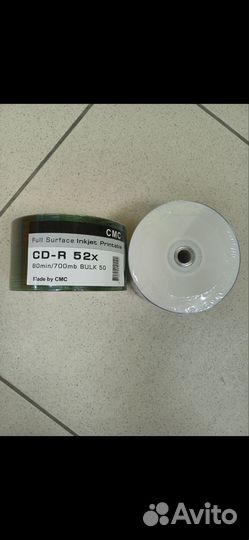 CMC
Full Surface Inkjet Printable
CD-R 52x
80min/700mb BULK 50
Made by CMC
Avito